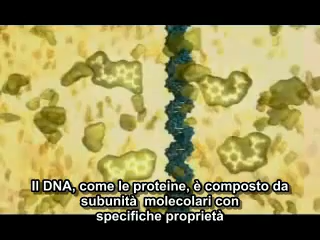 Il DNA, come le proteine, è composto da
subunità molecolari con
specifiche proprietà